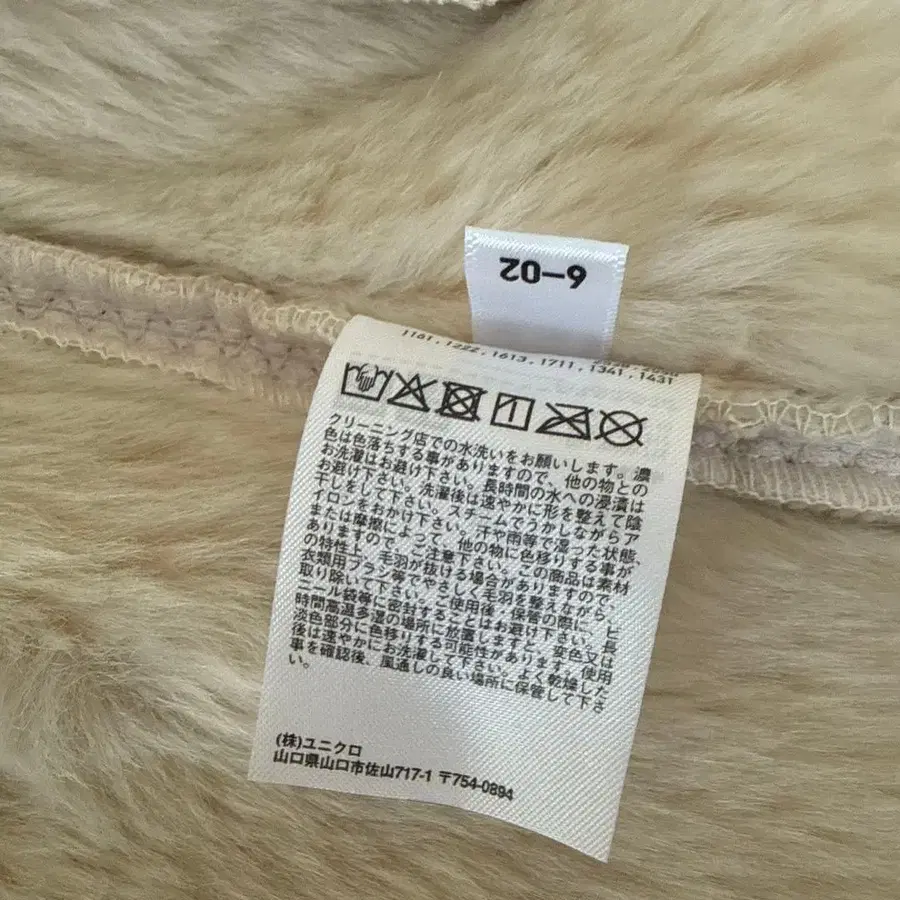 6-02
1161, 1222, 1613, 1711, 1341, 1431
クリーニング店での水洗いをお願いします。濃
色は色落ちする事がありますので、他の物との
お洗濯はお避け下さい。長時間の水への浸漬は
お避け下さい。洗濯後は速やかに形を整えて陰
干しをして下さい。スチームでうかしながらア
イロンをおかけ下さい。汗や雨等で湿った状態、
または摩擦によって、他の物に色移りする事が
ありますのでご注意下さい。この商品は素材
の特性上、毛羽が抜ける場合がありますので、
衣類用ブラシ等でやさしく毛羽を整えながら、
取り除いて下さい。ご使用後・保管の際に、ビ
ニール袋等に密封することはお避け下さい。長
時間高温多湿の場所に放置しますと、変色又は
淡色部分に色移りする可能性があります。使用
後は速やかにお洗濯して下さい。よく乾燥した
事を確認後、風通しの良い場所に保管して下さ
い。
(株)ユニクロ
山口県山口市佐山717-1 〒754-0894